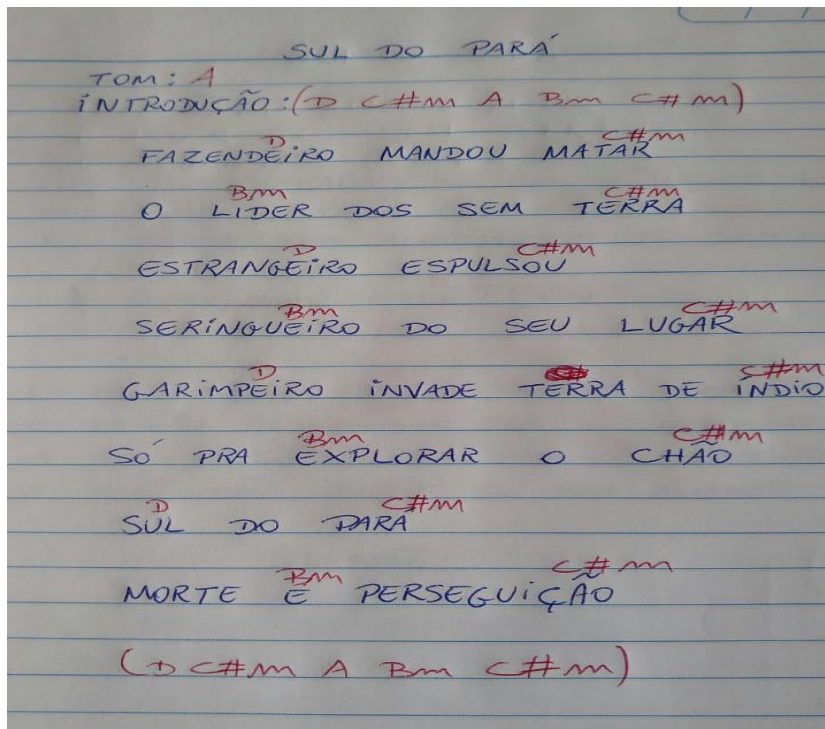 SUL DO PARÁ
TOM: A
INTRODUÇÃO: (D C#m A Bm C#m)
D C#m
FAZENDEIRO MANDOU MATAR
Bm C#m
O LIDER DOS SEM TERRA
D C#m
ESTRANGEIRO ESPULSOU
Bm C#m
SERINGUEIRO DO SEU LUGAR
D C#m
GARIMPEIRO INVADE TERRA DE ÍNDIO
Bm C#m
SÓ PRA EXPLORAR O CHÃO
D C#m
SUL DO PARÁ
Bm C#m
MORTE E PERSEGUIÇÃO
(D C#m A Bm C#m)